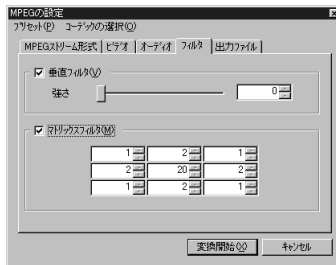 MPEGの設定
プリセット(P) コーデックの選択(O)
MPEGストリーム形式 ビデオ オーディオ フィルタ 出力ファイル
垂直フィルタ(V)
強さ 0
マトリックスフィルタ(M)
1 2 1
2 20 2
1 2 1
変換開始(X) キャンセル